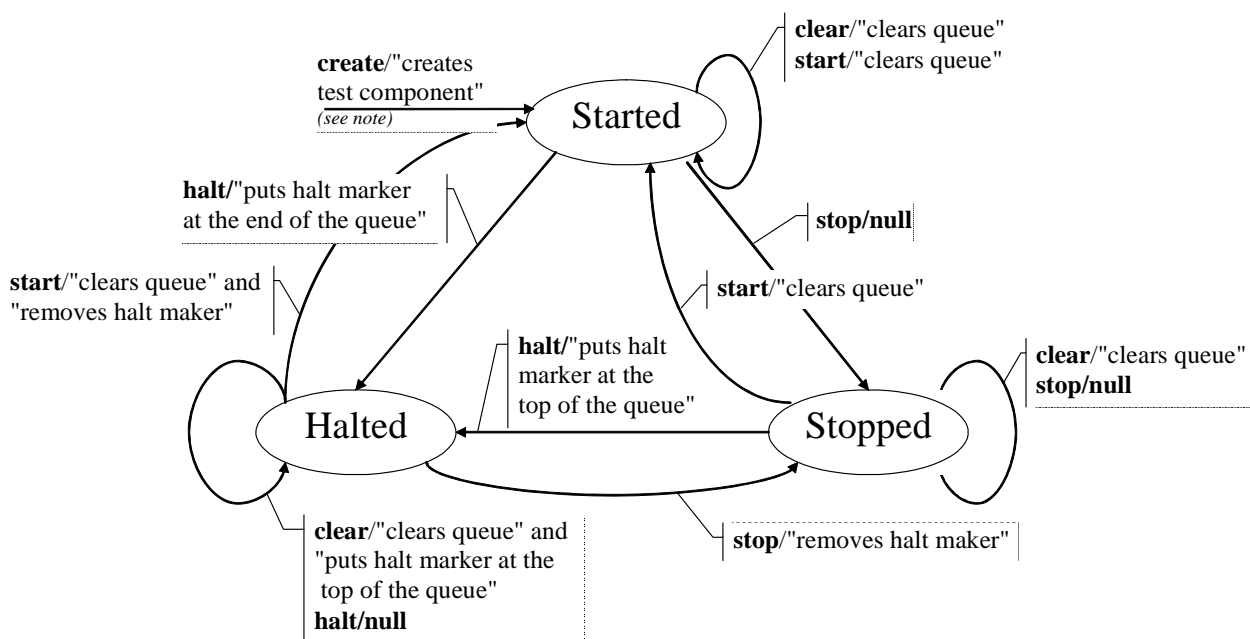 clear/"clears queue"
start/"clears queue"
create/"creates
test component"
(see note)
Started
halt/"puts halt marker
at the end of the queue"
stop/null
start/"clears queue" and
"removes halt maker"
start/"clears queue"
halt/"puts halt
marker at the
top of the queue"
clear/"clears queue"
stop/null
Halted
Stopped
clear/"clears queue" and
"puts halt marker at the
top of the queue"
halt/null
stop/"removes halt maker"